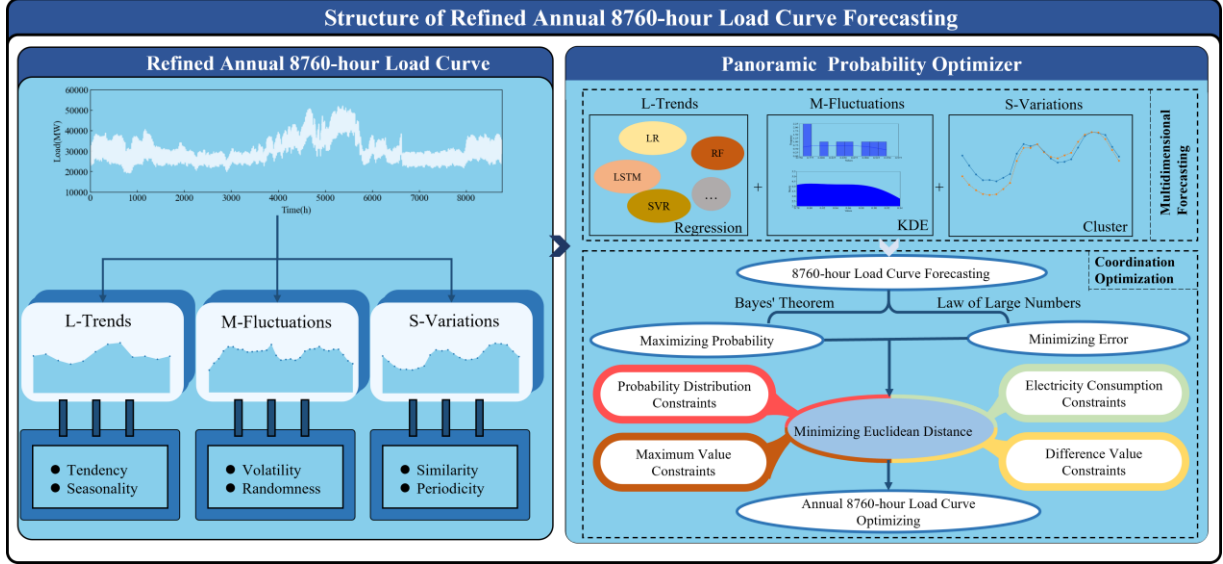 Structure of Refined Annual 8760-hour Load Curve Forecasting
Refined Annual 8760-hour Load Curve
60000
50000
40000
30000
20000
10000
Load(MW)
0
1000
2000
3000
4000
5000
6000
7000
8000
Time(h)
L-Trends
M-Fluctuations
S-Variations
● Tendency
● Seasonality
● Volatility
● Randomness
● Similarity
● Periodicity
Panoramic Probability Optimizer
L-Trends
M-Fluctuations
S-Variations
LR
RF
LSTM
SVR
...
Regression
+
KDE
+
Cluster
Multidimensional
Forecasting
Coordination
Optimization
8760-hour Load Curve Forecasting
Bayes' Theorem
Law of Large Numbers
Maximizing Probability
Minimizing Error
Probability Distribution
Constraints
Electricity Consumption
Constraints
Minimizing Euclidean Distance
Maximum Value
Constraints
Difference Value
Constraints
Annual 8760-hour Load Curve
Optimizing